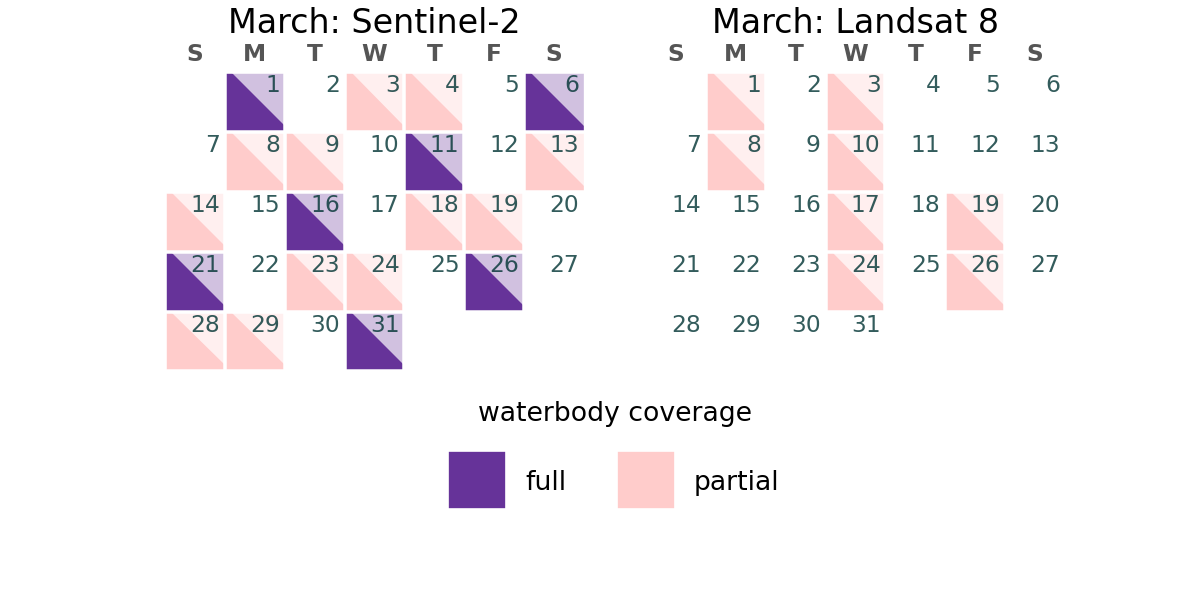 March: Sentinel-2
S M T W T F S
1 2 3 4 5 6
7 8 9 10 11 12 13
14 15 16 17 18 19 20
21 22 23 24 25 26 27
28 29 30 31
March: Landsat 8
S M T W T F S
1 2 3 4 5 6
7 8 9 10 11 12 13
14 15 16 17 18 19 20
21 22 23 24 25 26 27
28 29 30 31
waterbody coverage
full
partial